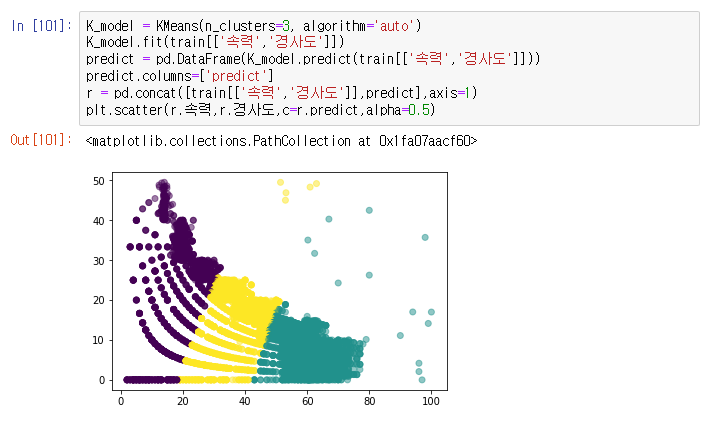 In [101]: K_model = KMeans(n_clusters=3, algorithm='auto')
K_model.fit(train[['속력','경사도']])
predict = pd.DataFrame(K_model.predict(train[['속력','경사도']]))
predict.columns=['predict']
r = pd.concat([train[['속력','경사도']],predict],axis=1)
plt.scatter(r.속력,r.경사도,c=r.predict,alpha=0.5)
Out[101]: <matplotlib.collections.PathCollection at 0x1fa07aacf60>
50
40
30
20
10
0
0 20 40 60 80 100